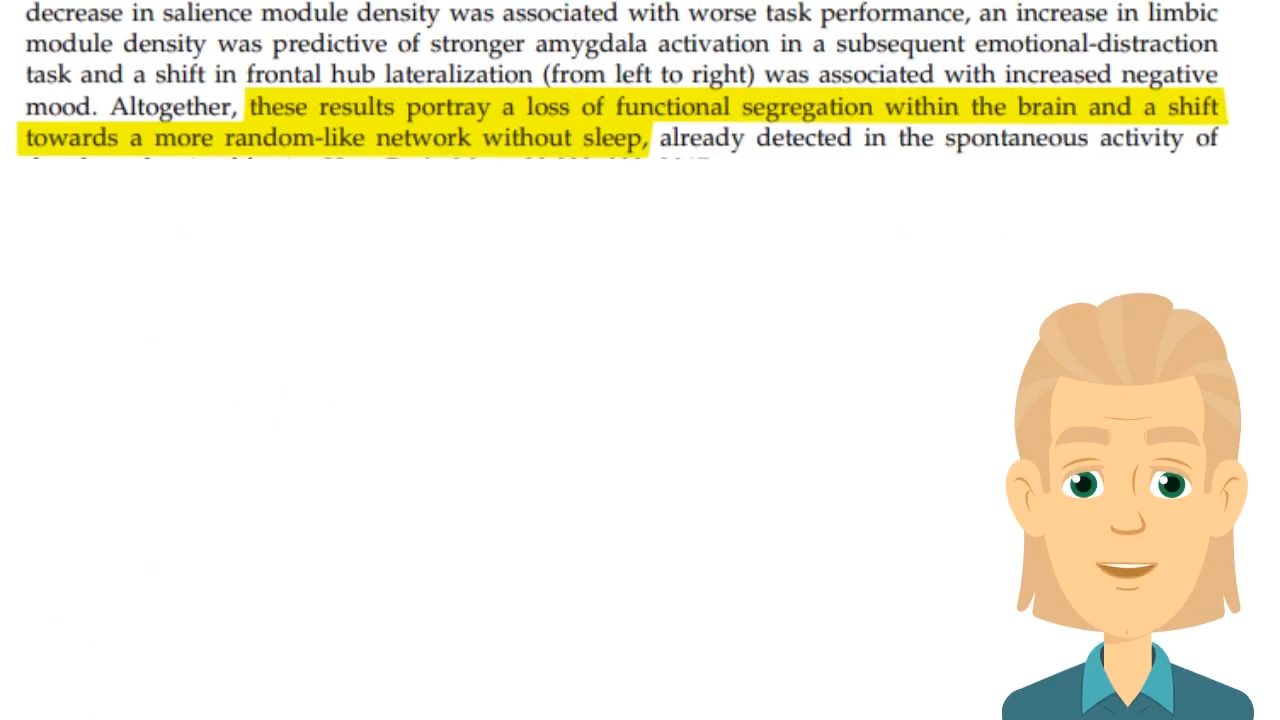 decrease in salience module density was associated with worse task performance, an increase in limbic
module density was predictive of stronger amygdala activation in a subsequent emotional-distraction
task and a shift in frontal hub lateralization (from left to right) was associated with increased negative
mood. Altogether, these results portray a loss of functional segregation within the brain and a shift
towards a more random-like network without sleep, already detected in the spontaneous activity of